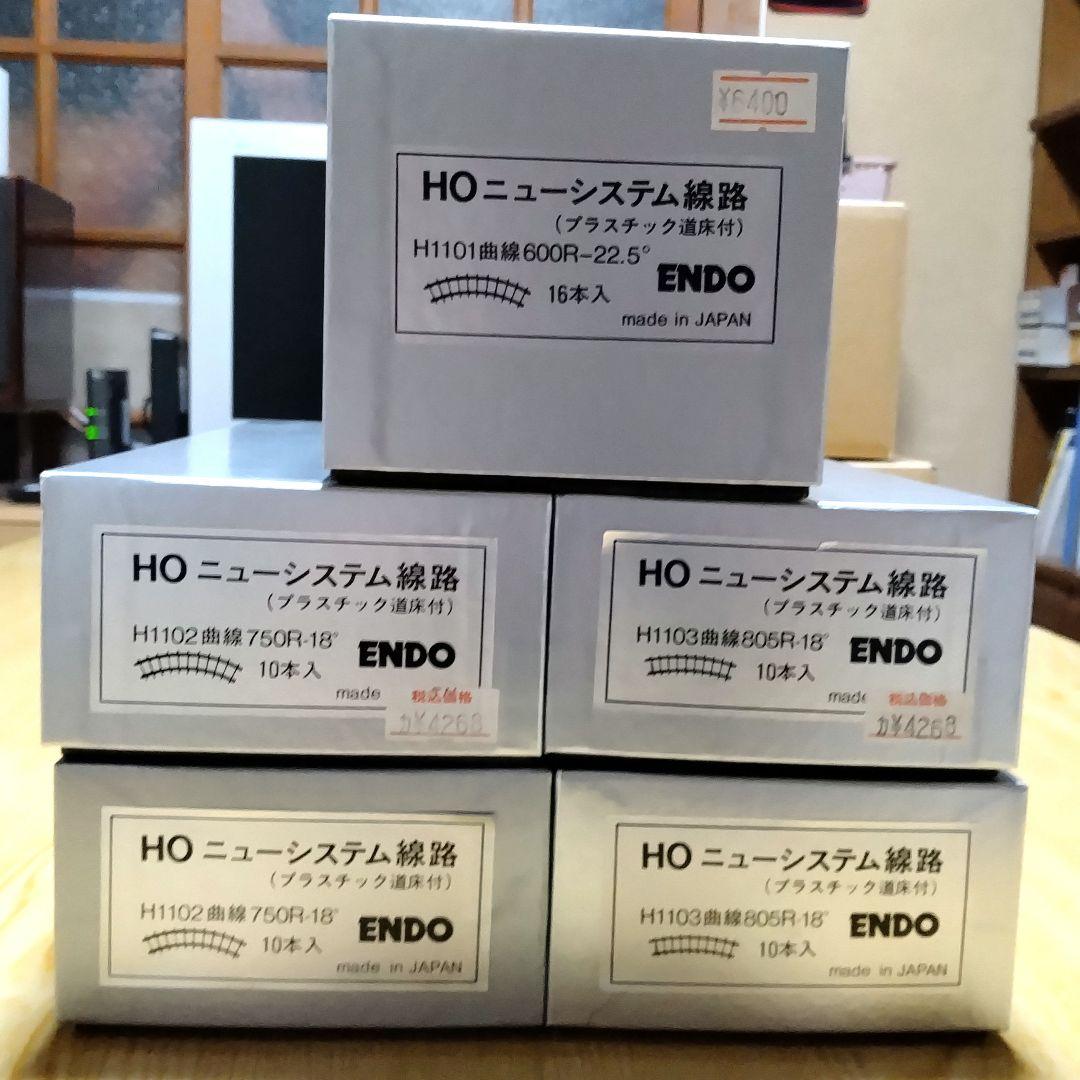 ¥6400
HOニューシステム線路
(プラスチック道床付)
H1101曲線600R-22.5°
16本入
ENDO
made in JAPAN
HOニューシステム線路
(プラスチック道床付)
H1102曲線750R-18°
10本入
ENDO
made
税込価格
カ¥4268
HOニューシステム線路
(プラスチック道床付)
H1103曲線805R-18°
10本入
ENDO
made
税込価格
カ¥4268
HOニューシステム線路
(プラスチック道床付)
H1102曲線750R-18°
10本入
ENDO
made in JAPAN
HOニューシステム線路
(プラスチック道床付)
H1103曲線805R-18°
10本入
ENDO
made in JAPAN